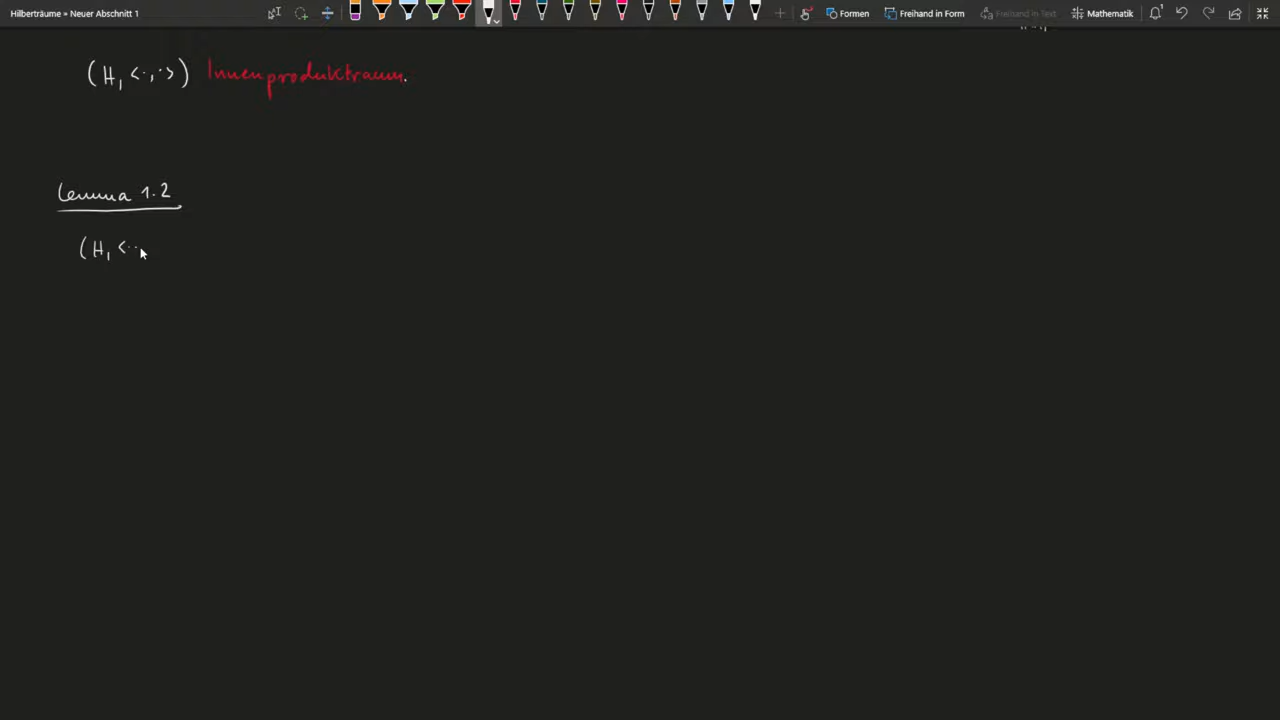 Hilberträume » Neuer Abschnitt 1
Formen
Freihand in Form
Freihand in Text
Mathematik
(H, <·,·>) Innenproduktraum.
Lemma 1.2
(H, <··